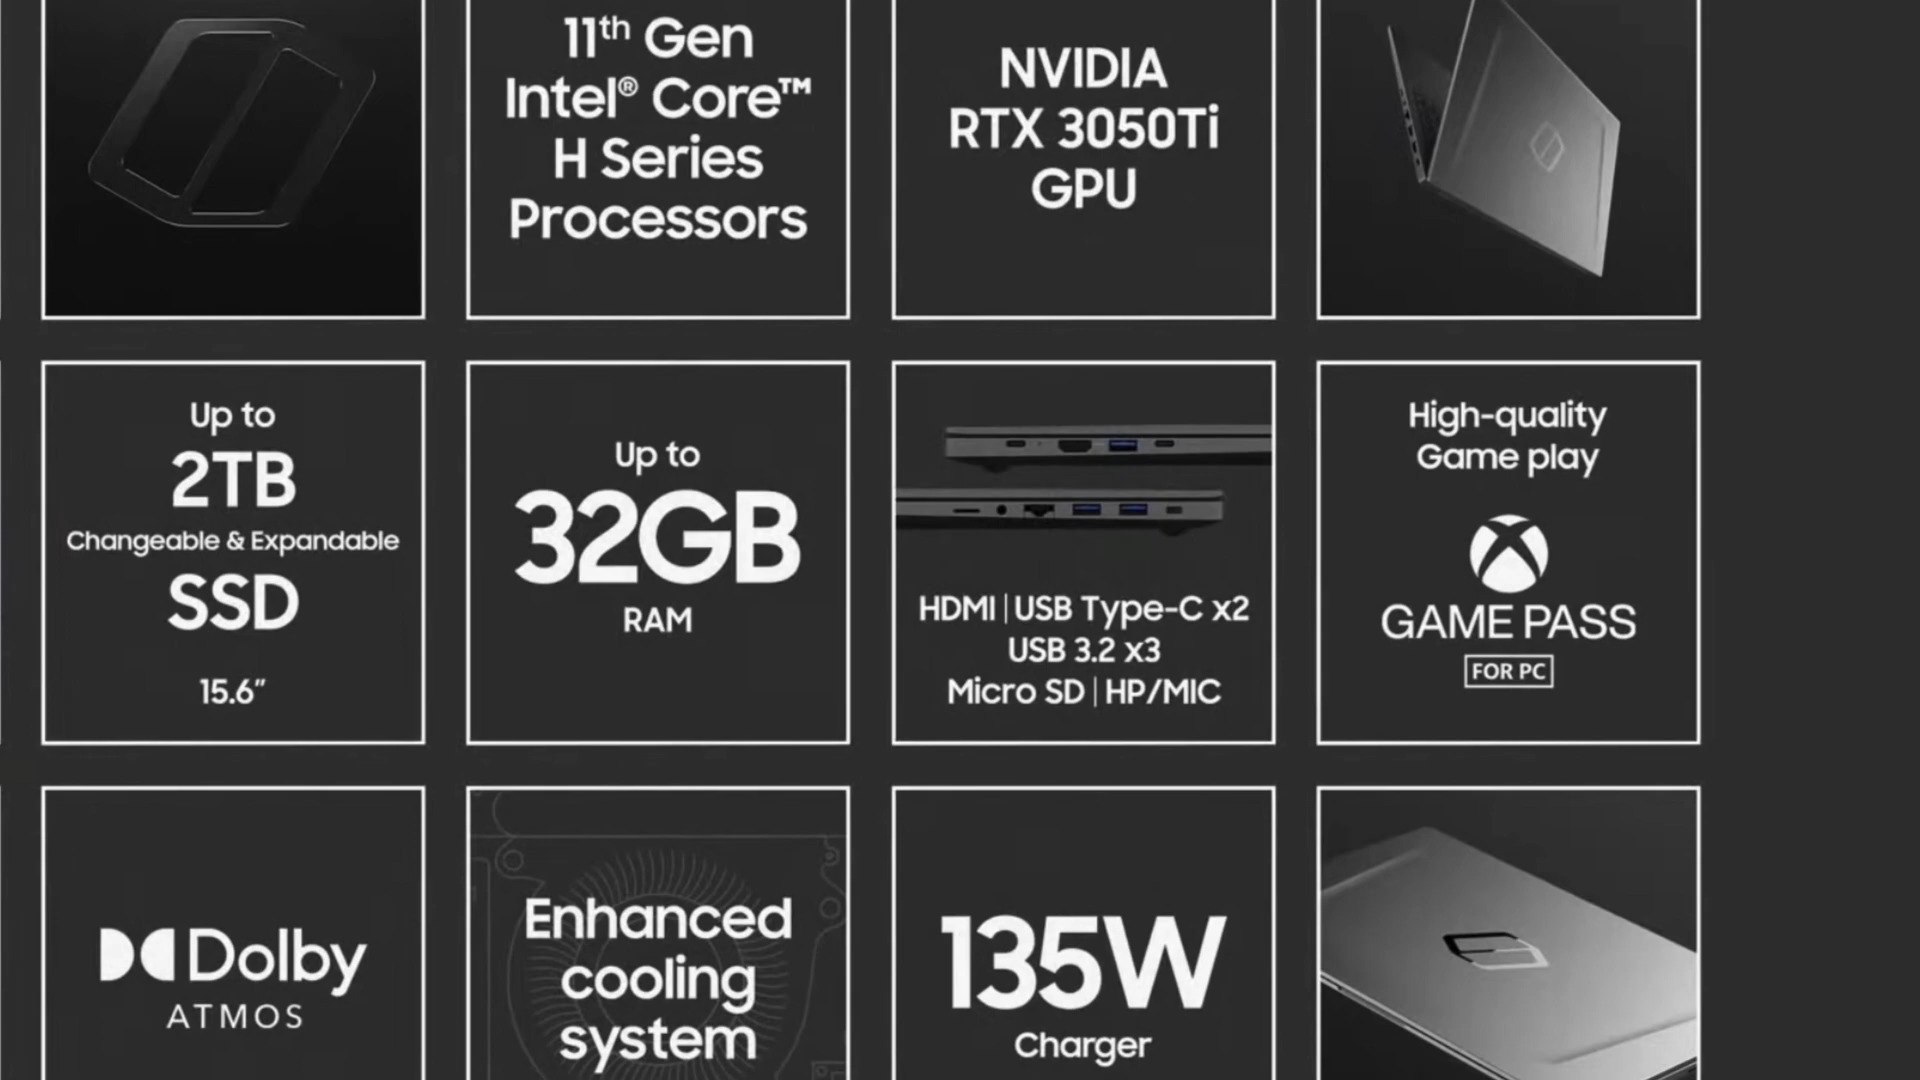 11th Gen
Intel® Core™
H Series
Processors
NVIDIA
RTX 3050Ti
GPU
Up to
2TB
Changeable & Expandable
SSD
15.6”
Up to
32GB
RAM
HDMI | USB Type-C x2
USB 3.2 x3
Micro SD | HP/MIC
High-quality
Game play
GAME PASS
FOR PC
Dolby
ATMOS
Enhanced
cooling
system
135W
Charger